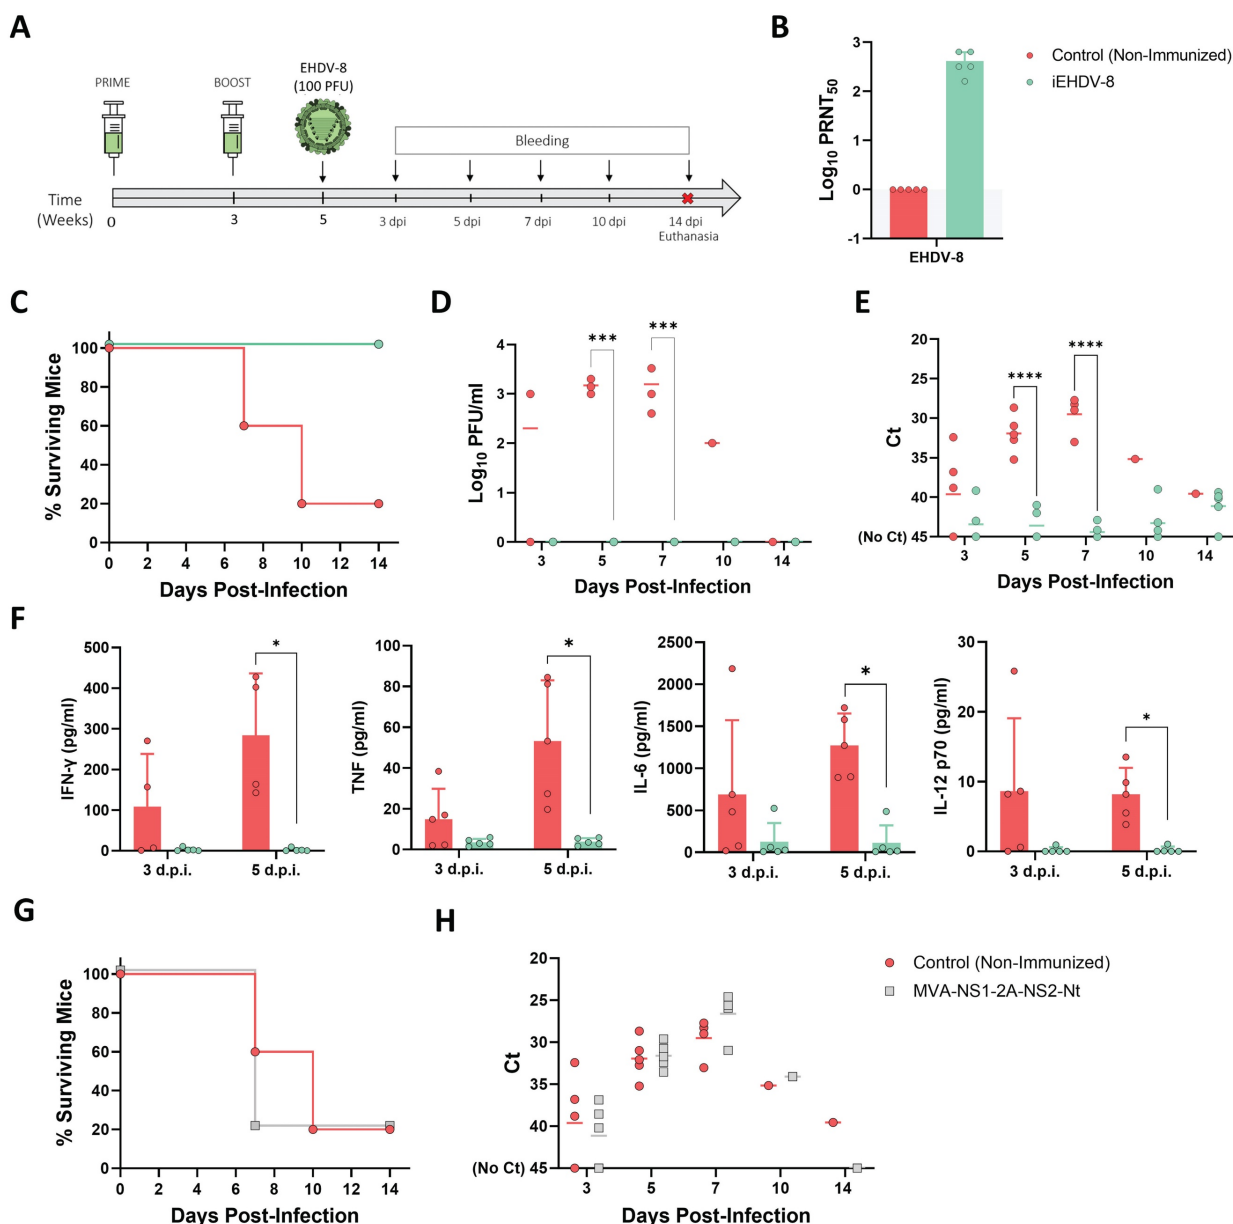 A
PRIME
BOOST
EHDV-8
(100 PFU)
Bleeding
Time
(Weeks)
0
3
5
3 dpi
5 dpi
7 dpi
10 dpi
14 dpi
Euthanasia
B
Log10 PRNT50
3
2
1
0
-1
EHDV-8
Control (Non-Immunized)
iEHDV-8
C
% Surviving Mice
100
80
60
40
20
0
0 2 4 6 8 10 12 14
Days Post-Infection
D
Log10 PFU/ml
4
3
2
1
0
*** ***
3 5 7 10 14
Days Post-Infection
E
Ct
20
25
30
35
40
(No Ct) 45
**** ****
3 5 7 10 14
Days Post-Infection
F
IFN-γ (pg/ml)
500
400
300
200
100
0
*
3 d.p.i. 5 d.p.i.
TNF (pg/ml)
100
80
60
40
20
0
*
3 d.p.i. 5 d.p.i.
IL-6 (pg/ml)
2500
2000
1500
1000
500
0
*
3 d.p.i. 5 d.p.i.
IL-12 p70 (pg/ml)
30
20
10
0
*
3 d.p.i. 5 d.p.i.
G
% Surviving Mice
100
80
60
40
20
0
0 2 4 6 8 10 12 14
Days Post-Infection
H
Ct
20
25
30
35
40
(No Ct) 45
3 5 7 10 14
Days Post-Infection
Control (Non-Immunized)
MVA-NS1-2A-NS2-Nt